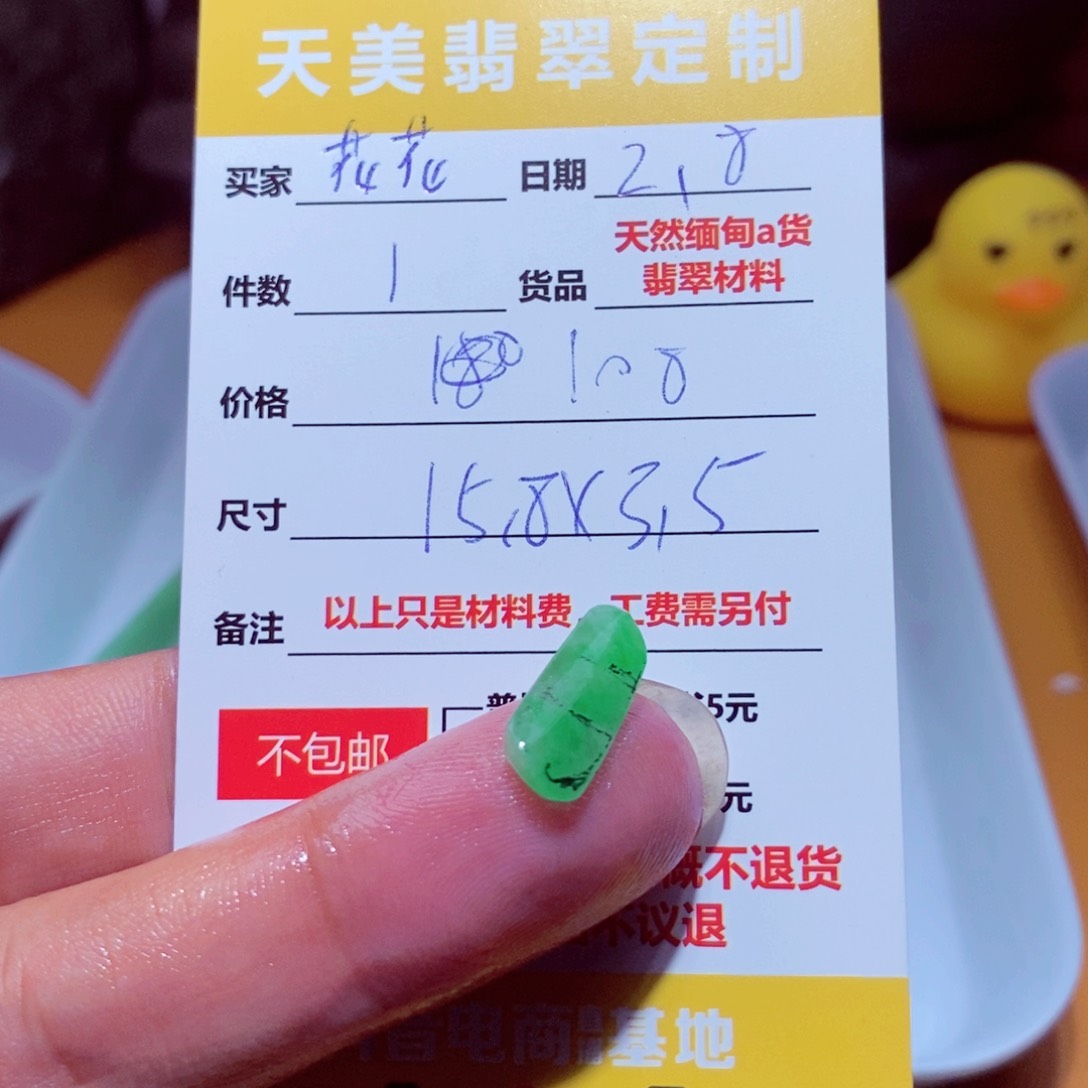 天美翡翠定制
买家 花花 日期 2.8
件数 1 货品 天然缅甸a货
翡翠材料
价格 108
尺寸 15.8x3.5
备注 以上只是材料费 工费需另付
5元
不包邮
元
概不退货
不议退
电商 基地